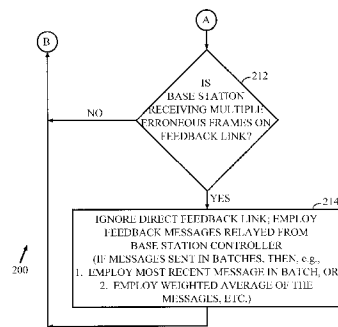 A
B
212
IS
BASE STATION
RECEIVING MULTIPLE
ERRONEOUS FRAMES ON
FEEDBACK LINK?
NO
YES
214
IGNORE DIRECT FEEDBACK LINK; EMPLOY
FEEDBACK MESSAGES RELAYED FROM
BASE STATION CONTROLLER
(IF MESSAGES SENT IN BATCHES, THEN, e.g.,
1. EMPLOY MOST RECENT MESSAGE IN BATCH, OR
2. EMPLOY WEIGHTED AVERAGE OF THE
MESSAGES, ETC.)
200